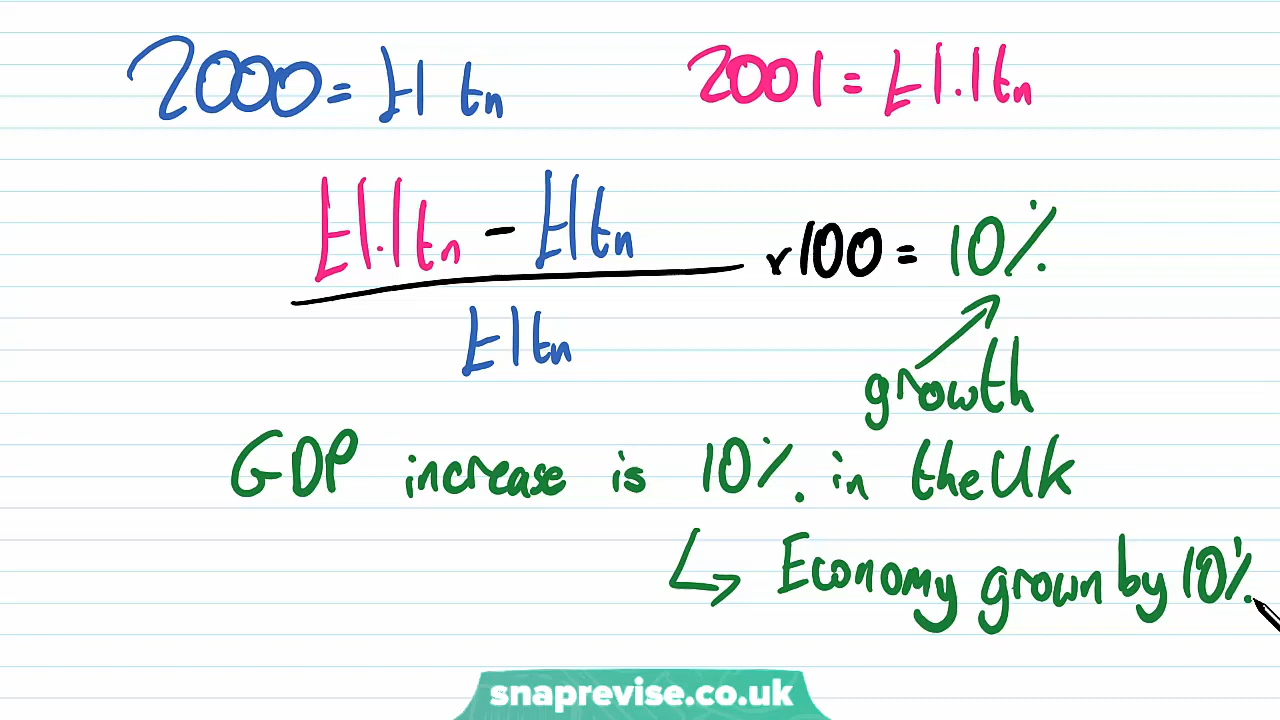 2000 = £1 tn
2001 = £1.1tn
£1.1tn - £1tn
x100 = 10%
£1tn
growth
GDP increase is 10% in the UK
↳ Economy grown by 10%
snaprevise.co.uk